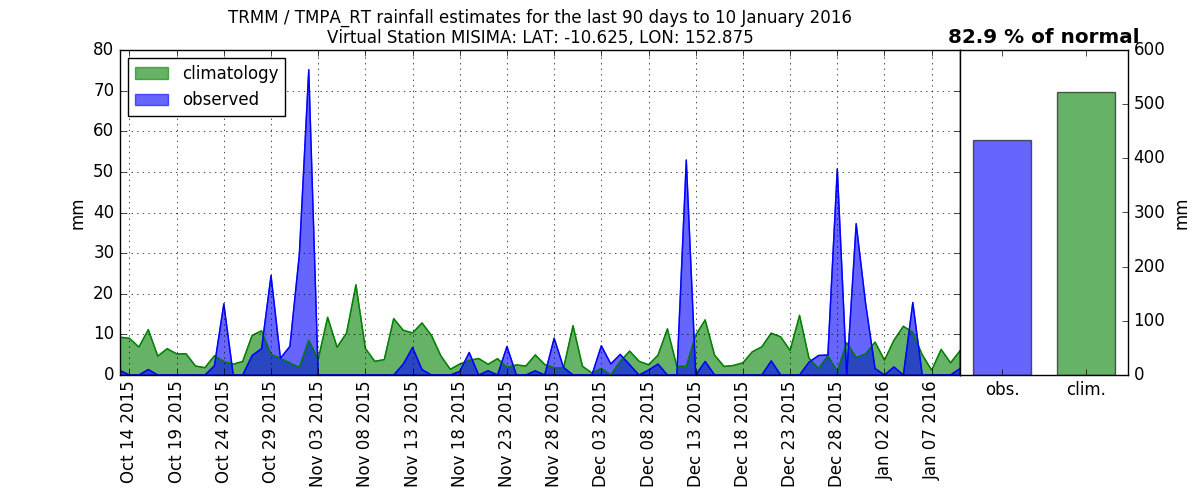 TRMM / TMPA_RT rainfall estimates for the last 90 days to 10 January 2016
Virtual Station MISIMA: LAT: -10.625, LON: 152.875
82.9 % of normal
climatology
observed
80
70
60
50
40
30
20
10
0
mm
600
500
400
300
200
100
0
mm
Oct 14 2015
Oct 19 2015
Oct 24 2015
Oct 29 2015
Nov 03 2015
Nov 08 2015
Nov 13 2015
Nov 18 2015
Nov 23 2015
Nov 28 2015
Dec 03 2015
Dec 08 2015
Dec 13 2015
Dec 18 2015
Dec 23 2015
Dec 28 2015
Jan 02 2016
Jan 07 2016
obs.
clim.